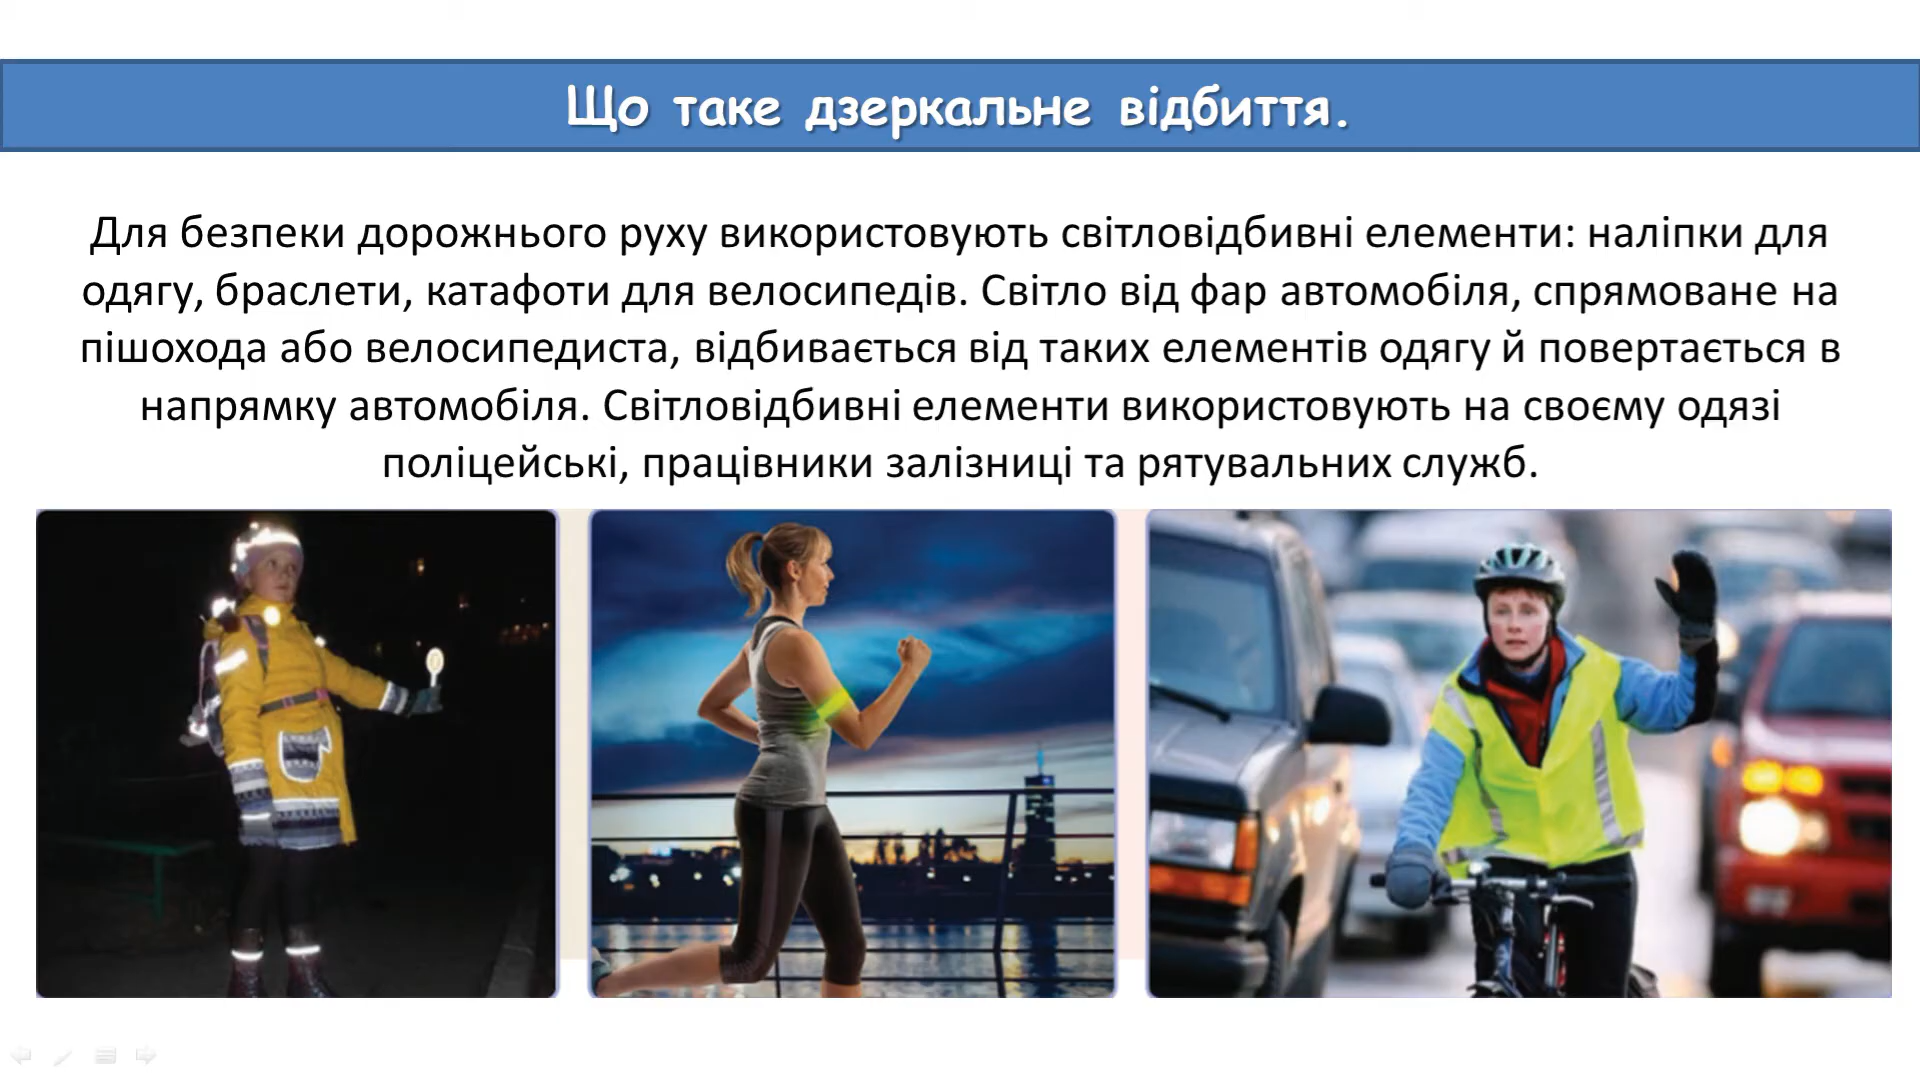 Що таке дзеркальне відбиття.
Для безпеки дорожнього руху використовують світловідбивні елементи: наліпки для
одягу, браслети, катафоти для велосипедів. Світло від фар автомобіля, спрямоване на
пішохода або велосипедиста, відбивається від таких елементів одягу й повертається в
напрямку автомобіля. Світловідбивні елементи використовують на своєму одязі
поліцейські, працівники залізниці та рятувальних служб.